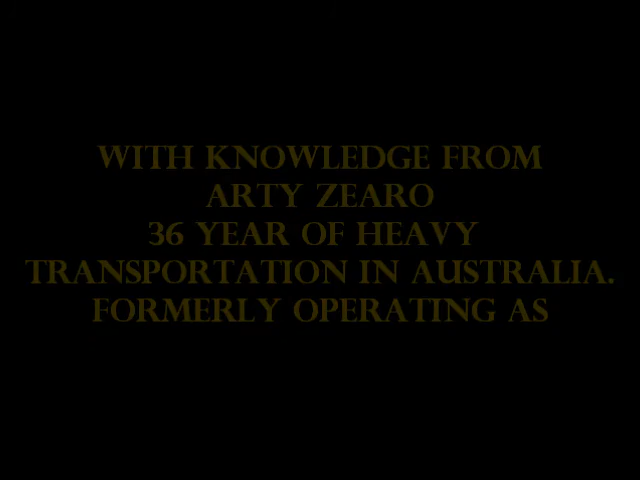 WITH KNOWLEDGE FROM
ARTY ZEARO
36 YEAR OF HEAVY
TRANSPORTATION IN AUSTRALIA.
FORMERLY OPERATING AS